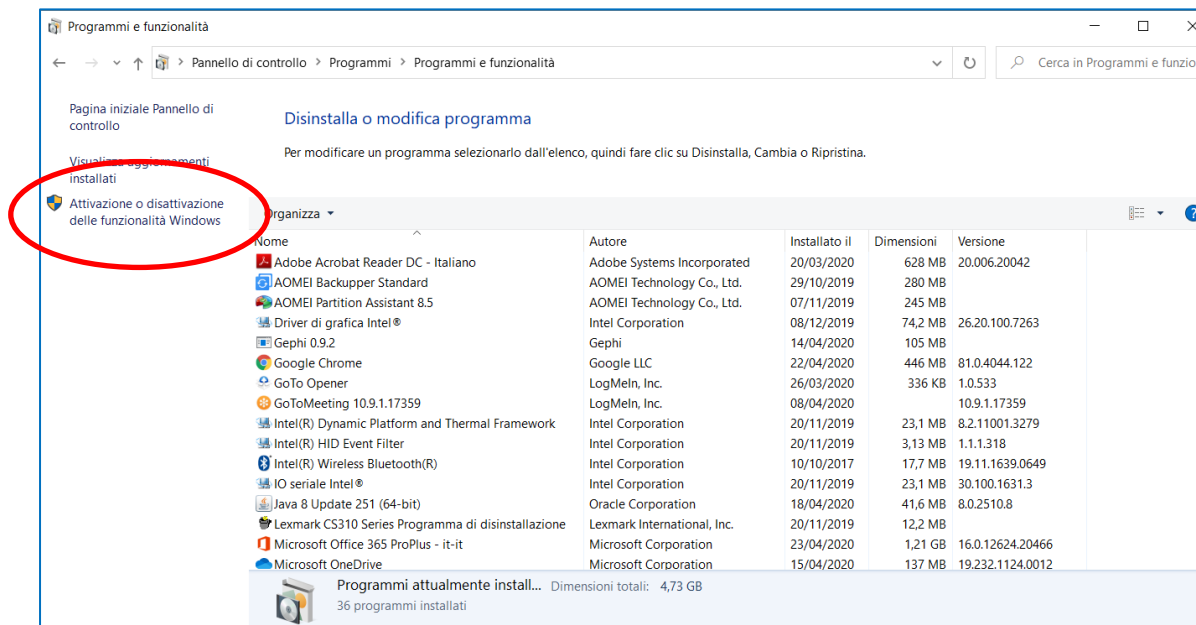 Programmi e funzionalità
Pannello di controllo > Programmi > Programmi e funzionalità
Cerca in Programmi e funzio
Pagina iniziale Pannello di
controllo
Visualizza aggiornamenti
installati
Attivazione o disattivazione
delle funzionalità Windows
Disinstalla o modifica programma
Per modificare un programma selezionarlo dall'elenco, quindi fare clic su Disinstalla, Cambia o Ripristina.
Organizza
Nome Autore Installato il Dimensioni Versione
Adobe Acrobat Reader DC - Italiano Adobe Systems Incorporated 20/03/2020 628 MB 20.006.20042
AOMEI Backupper Standard AOMEI Technology Co., Ltd. 29/10/2019 280 MB
AOMEI Partition Assistant 8.5 AOMEI Technology Co., Ltd. 07/11/2019 245 MB
Driver di grafica Intel® Intel Corporation 08/12/2019 74,2 MB 26.20.100.7263
Gephi 0.9.2 Gephi 14/04/2020 105 MB
Google Chrome Google LLC 22/04/2020 446 MB 81.0.4044.122
GoTo Opener LogMeIn, Inc. 26/03/2020 336 KB 1.0.533
GoToMeeting 10.9.1.17359 LogMeIn, Inc. 08/04/2020 10.9.1.17359
Intel(R) Dynamic Platform and Thermal Framework Intel Corporation 20/11/2019 23,1 MB 8.2.11001.3279
Intel(R) HID Event Filter Intel Corporation 20/11/2019 3,13 MB 1.1.1.318
Intel(R) Wireless Bluetooth(R) Intel Corporation 10/10/2017 17,7 MB 19.11.1639.0649
IO seriale Intel® Intel Corporation 20/11/2019 23,1 MB 30.100.1631.3
Java 8 Update 251 (64-bit) Oracle Corporation 18/04/2020 41,6 MB 8.0.2510.8
Lexmark CS310 Series Programma di disinstallazione Lexmark International, Inc. 20/11/2019 12,2 MB
Microsoft Office 365 ProPlus - it-it Microsoft Corporation 23/04/2020 1,21 GB 16.0.12624.20466
Microsoft OneDrive Microsoft Corporation 15/04/2020 137 MB 19.232.1124.0012
Programmi attualmente install... Dimensioni totali: 4,73 GB
36 programmi installati